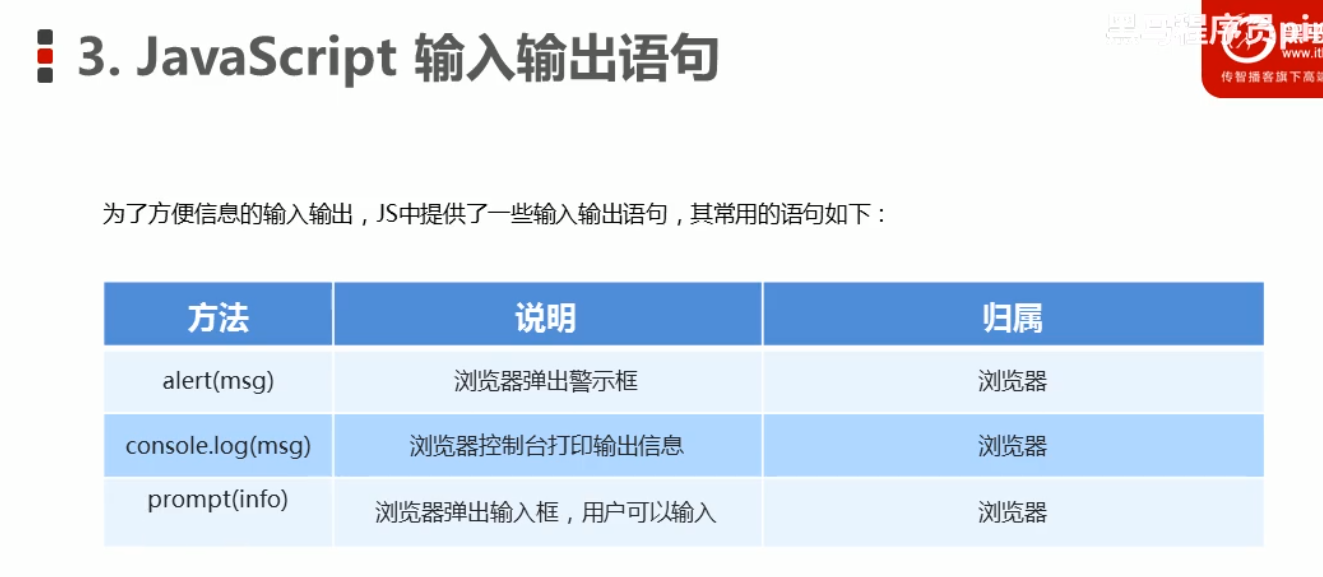 3. JavaScript 输入输出语句
黑马程序员
www.it
传智播客旗下高端
为了方便信息的输入输出，JS中提供了一些输入输出语句，其常用的语句如下：
方法 说明 归属
alert(msg) 浏览器弹出警示框 浏览器
console.log(msg) 浏览器控制台打印输出信息 浏览器
prompt(info) 浏览器弹出输入框，用户可以输入 浏览器